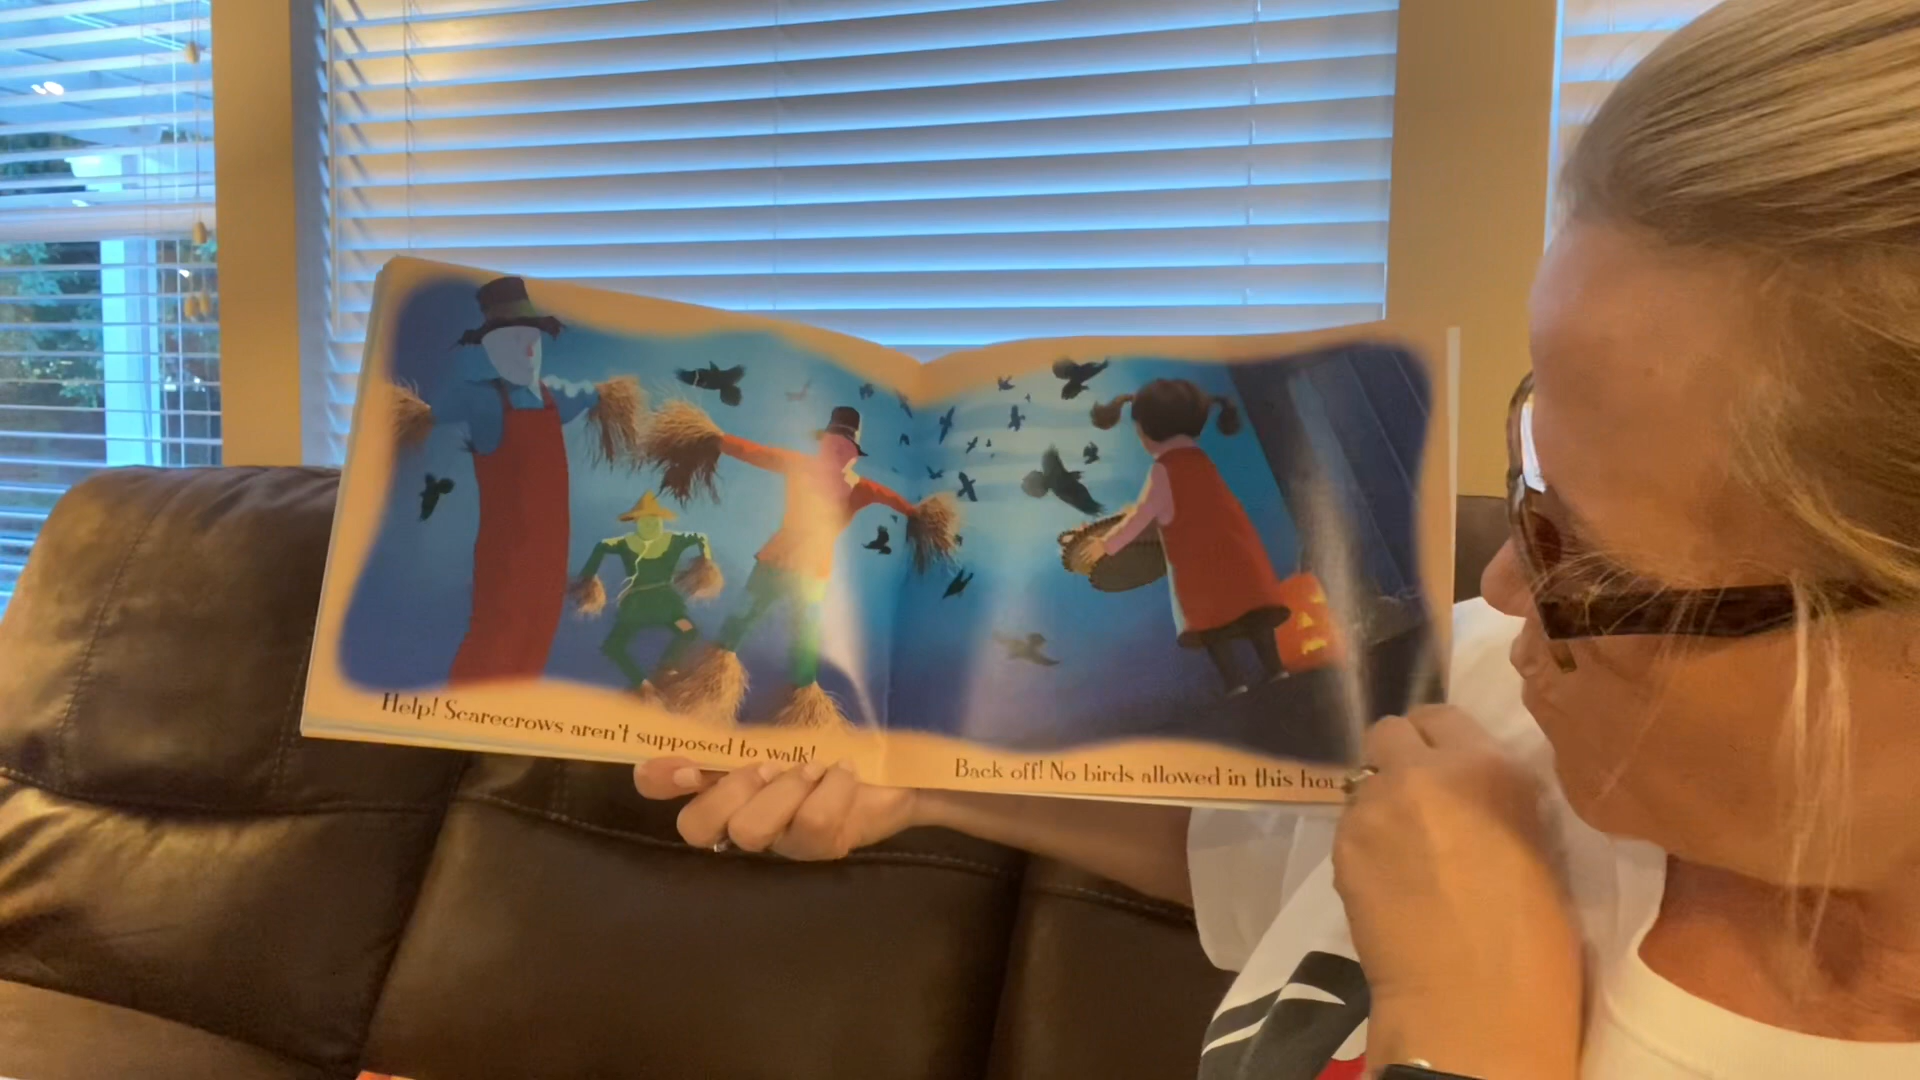 Help! Scarecrows aren't supposed to walk!
Back off! No birds allowed in this